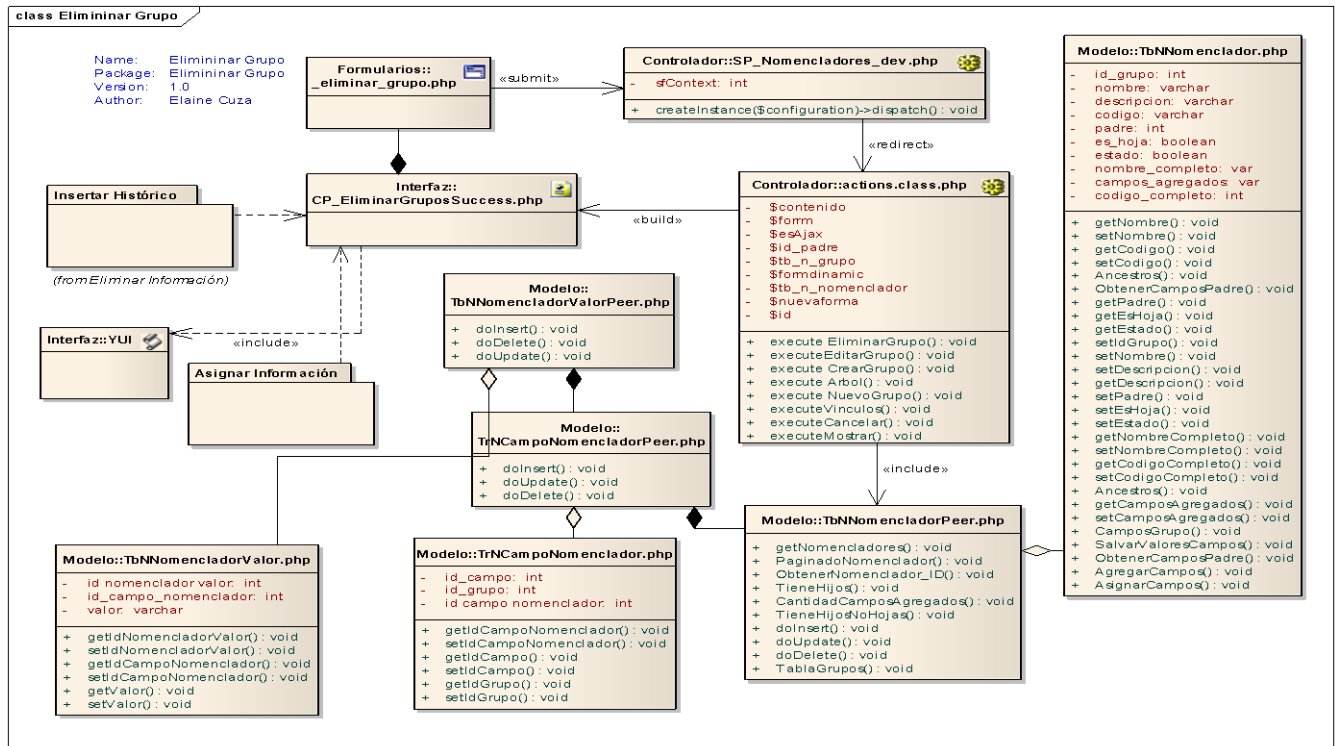 class Elimininar Grupo
Name: Elimininar Grupo
Package: Elimininar Grupo
Version: 1.0
Author: Elaine Cuza
Formularios::
_eliminar_grupo.php
«submit»
Controlador::SP_Nomencladores_dev.php
- sfContext: int
+ createInstance($configuration)->dispatch() : void
«redirect»
Insertar Histórico
(from Eliminar Información)
Interfaz::
CP_EliminarGruposSuccess.php
«build»
Controlador::actions.class.php
- $contenido
- $forrm
- $esAjax
- $id_padre
- $tb_n_grupo
- $formdinamic
- $tb_n_nomenclador
- $nuevaforma
- $id
+ execute EliminarGrupo() : void
+ executeEditarGrupo() : void
+ execute CrearGrupo() : void
+ execute Arbol() : void
+ execute NuevoGrupo() : void
+ executeVinculos() : void
+ executeCancelar() : void
+ executeMostrar() : void
«include»
Interfaz::YUI
«include»
Asignar Información
Modelo::
TbNNomencladorValorPeer.php
+ doInsert() : void
+ doDelete() : void
+ doUpdate() : void
Modelo::
TrNCampoNomencladorPeer.php
+ doInsert() : void
+ doUpdate() : void
+ doDelete() : void
Modelo::TbNNomencladorValor.php
- id nomenclador valor: int
- id_campo_nomenclador: int
- valor: varchar
+ getIdNomencladorValor() : void
+ setIdNomencladorValor() : void
+ getIdCampoNomenclador() : void
+ setIdCampoNomenclador() : void
+ getValor() : void
+ setValor() : void
Modelo::TrNCampoNomenclador.php
- id_campo: int
- id_grupo: int
- id campo nomenclador: int
+ getIdCampoNomenclador() : void
+ setIdCampoNomenclador() : void
+ getIdCampo() : void
+ setIdCampo() : void
+ getIdGrupo() : void
+ setIdGrupo() : void
Modelo::TbNNomencladorPeer.php
+ getNomencladores() : void
+ PaginadoNomenclador() : void
+ ObtenerNomenclador_ID() : void
+ TieneHijos() : void
+ CantidadCamposAgregados() : void
+ TieneHijosNoHojas() : void
+ doInsert() : void
+ doUpdate() : void
+ doDelete() : void
+ TablaGrupos() : void
Modelo::TbNNomenclador.php
- id_grupo: int
- nombre: varchar
- descripcion: varchar
- codigo: varchar
- padre: int
- es_hoja: boolean
- estado: boolean
- nombre_completo: var
- campos_agregados: var
- codigo_completo: int
+ getNombre() : void
+ setNombre() : void
+ getCodigo() : void
+ setCodigo() : void
+ Ancestros() : void
+ ObtenerCamposPadre() : void
+ getPadre() : void
+ getEsHoja() : void
+ getEstado() : void
+ setIdGrupo() : void
+ setNombre() : void
+ setDescripcion() : void
+ getDescripcion() : void
+ setPadre() : void
+ setEsHoja() : void
+ setEstado() : void
+ getNombreCompleto() : void
+ setNombreCompleto() : void
+ getCodigoCompleto() : void
+ setCodigoCompleto() : void
+ Ancestros() : void
+ getCamposAgregados() : void
+ setCamposAgregados() : void
+ CamposGrupo() : void
+ SalvarValoresCampos() : void
+ ObtenerCamposPadre() : void
+ AgregarCampos() : void
+ AsignarCampos() : void